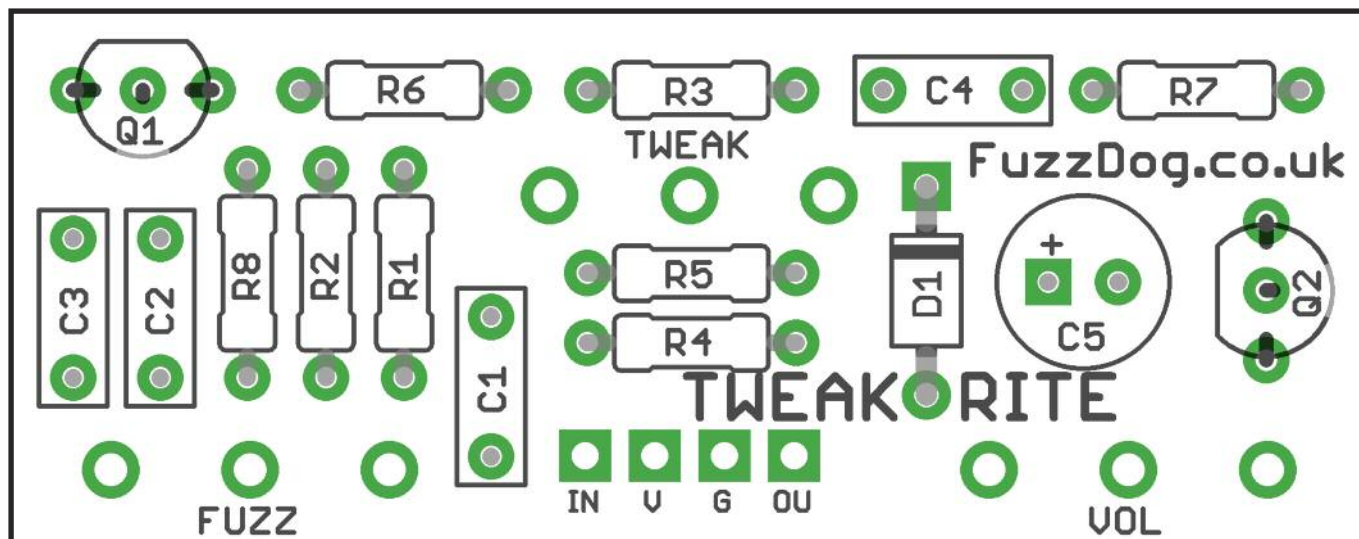 R6
R3
C4
R7
Q1
TWEAK
FuzzDog.co.uk
C3
C2
R8
R2
R1
R5
D1
+
C5
Q2
R4
C1
TWEAK RITE
IN V G OU
FUZZ
VOL